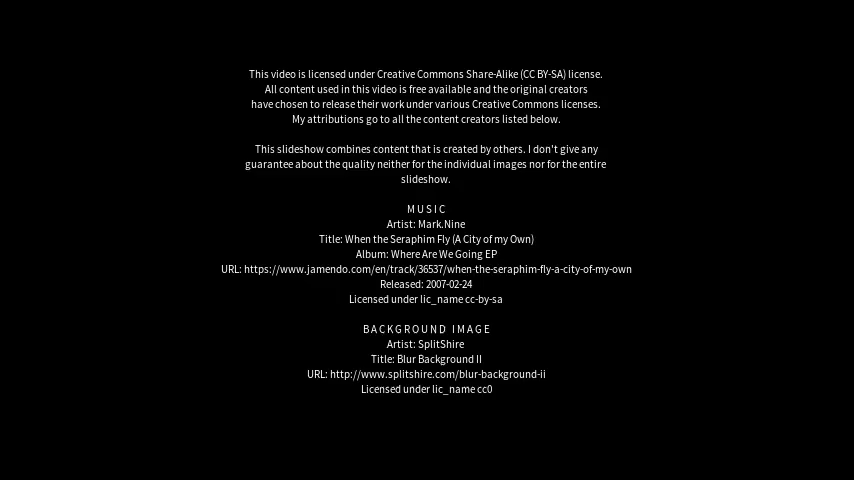 This video is licensed under Creative Commons Share-Alike (CC BY-SA) license.
All content used in this video is free available and the original creators
have chosen to release their work under various Creative Commons licenses.
My attributions go to all the content creators listed below.
This slideshow combines content that is created by others. I don't give any
guarantee about the quality neither for the individual images nor for the entire
slideshow.
MUSIC
Artist: Mark.Nine
Title: When the Seraphim Fly (A City of my Own)
Album: Where Are We Going EP
URL: https://www.jamendo.com/en/track/36537/when-the-seraphim-fly-a-city-of-my-own
Released: 2007-02-24
Licensed under lic_name cc-by-sa
BACKGROUND IMAGE
Artist: SplitShire
Title: Blur Background II
URL: http://www.splitshire.com/blur-background-ii
Licensed under lic_name cc0